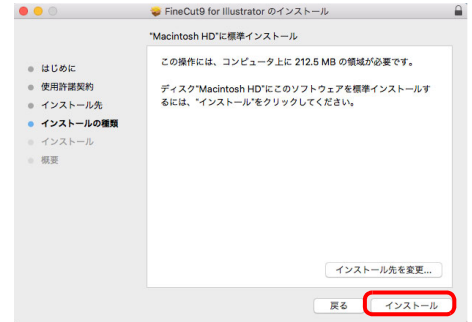 FineCut9 for Illustrator のインストール
"Macintosh HD"に標準インストール
はじめに
使用許諾契約
インストール先
インストールの種類
インストール
概要
この操作には、コンピュータ上に 212.5 MB の領域が必要です。
ディスク"Macintosh HD"にこのソフトウェアを標準インストールす
るには、"インストール"をクリックしてください。
インストール先を変更...
戻る
インストール